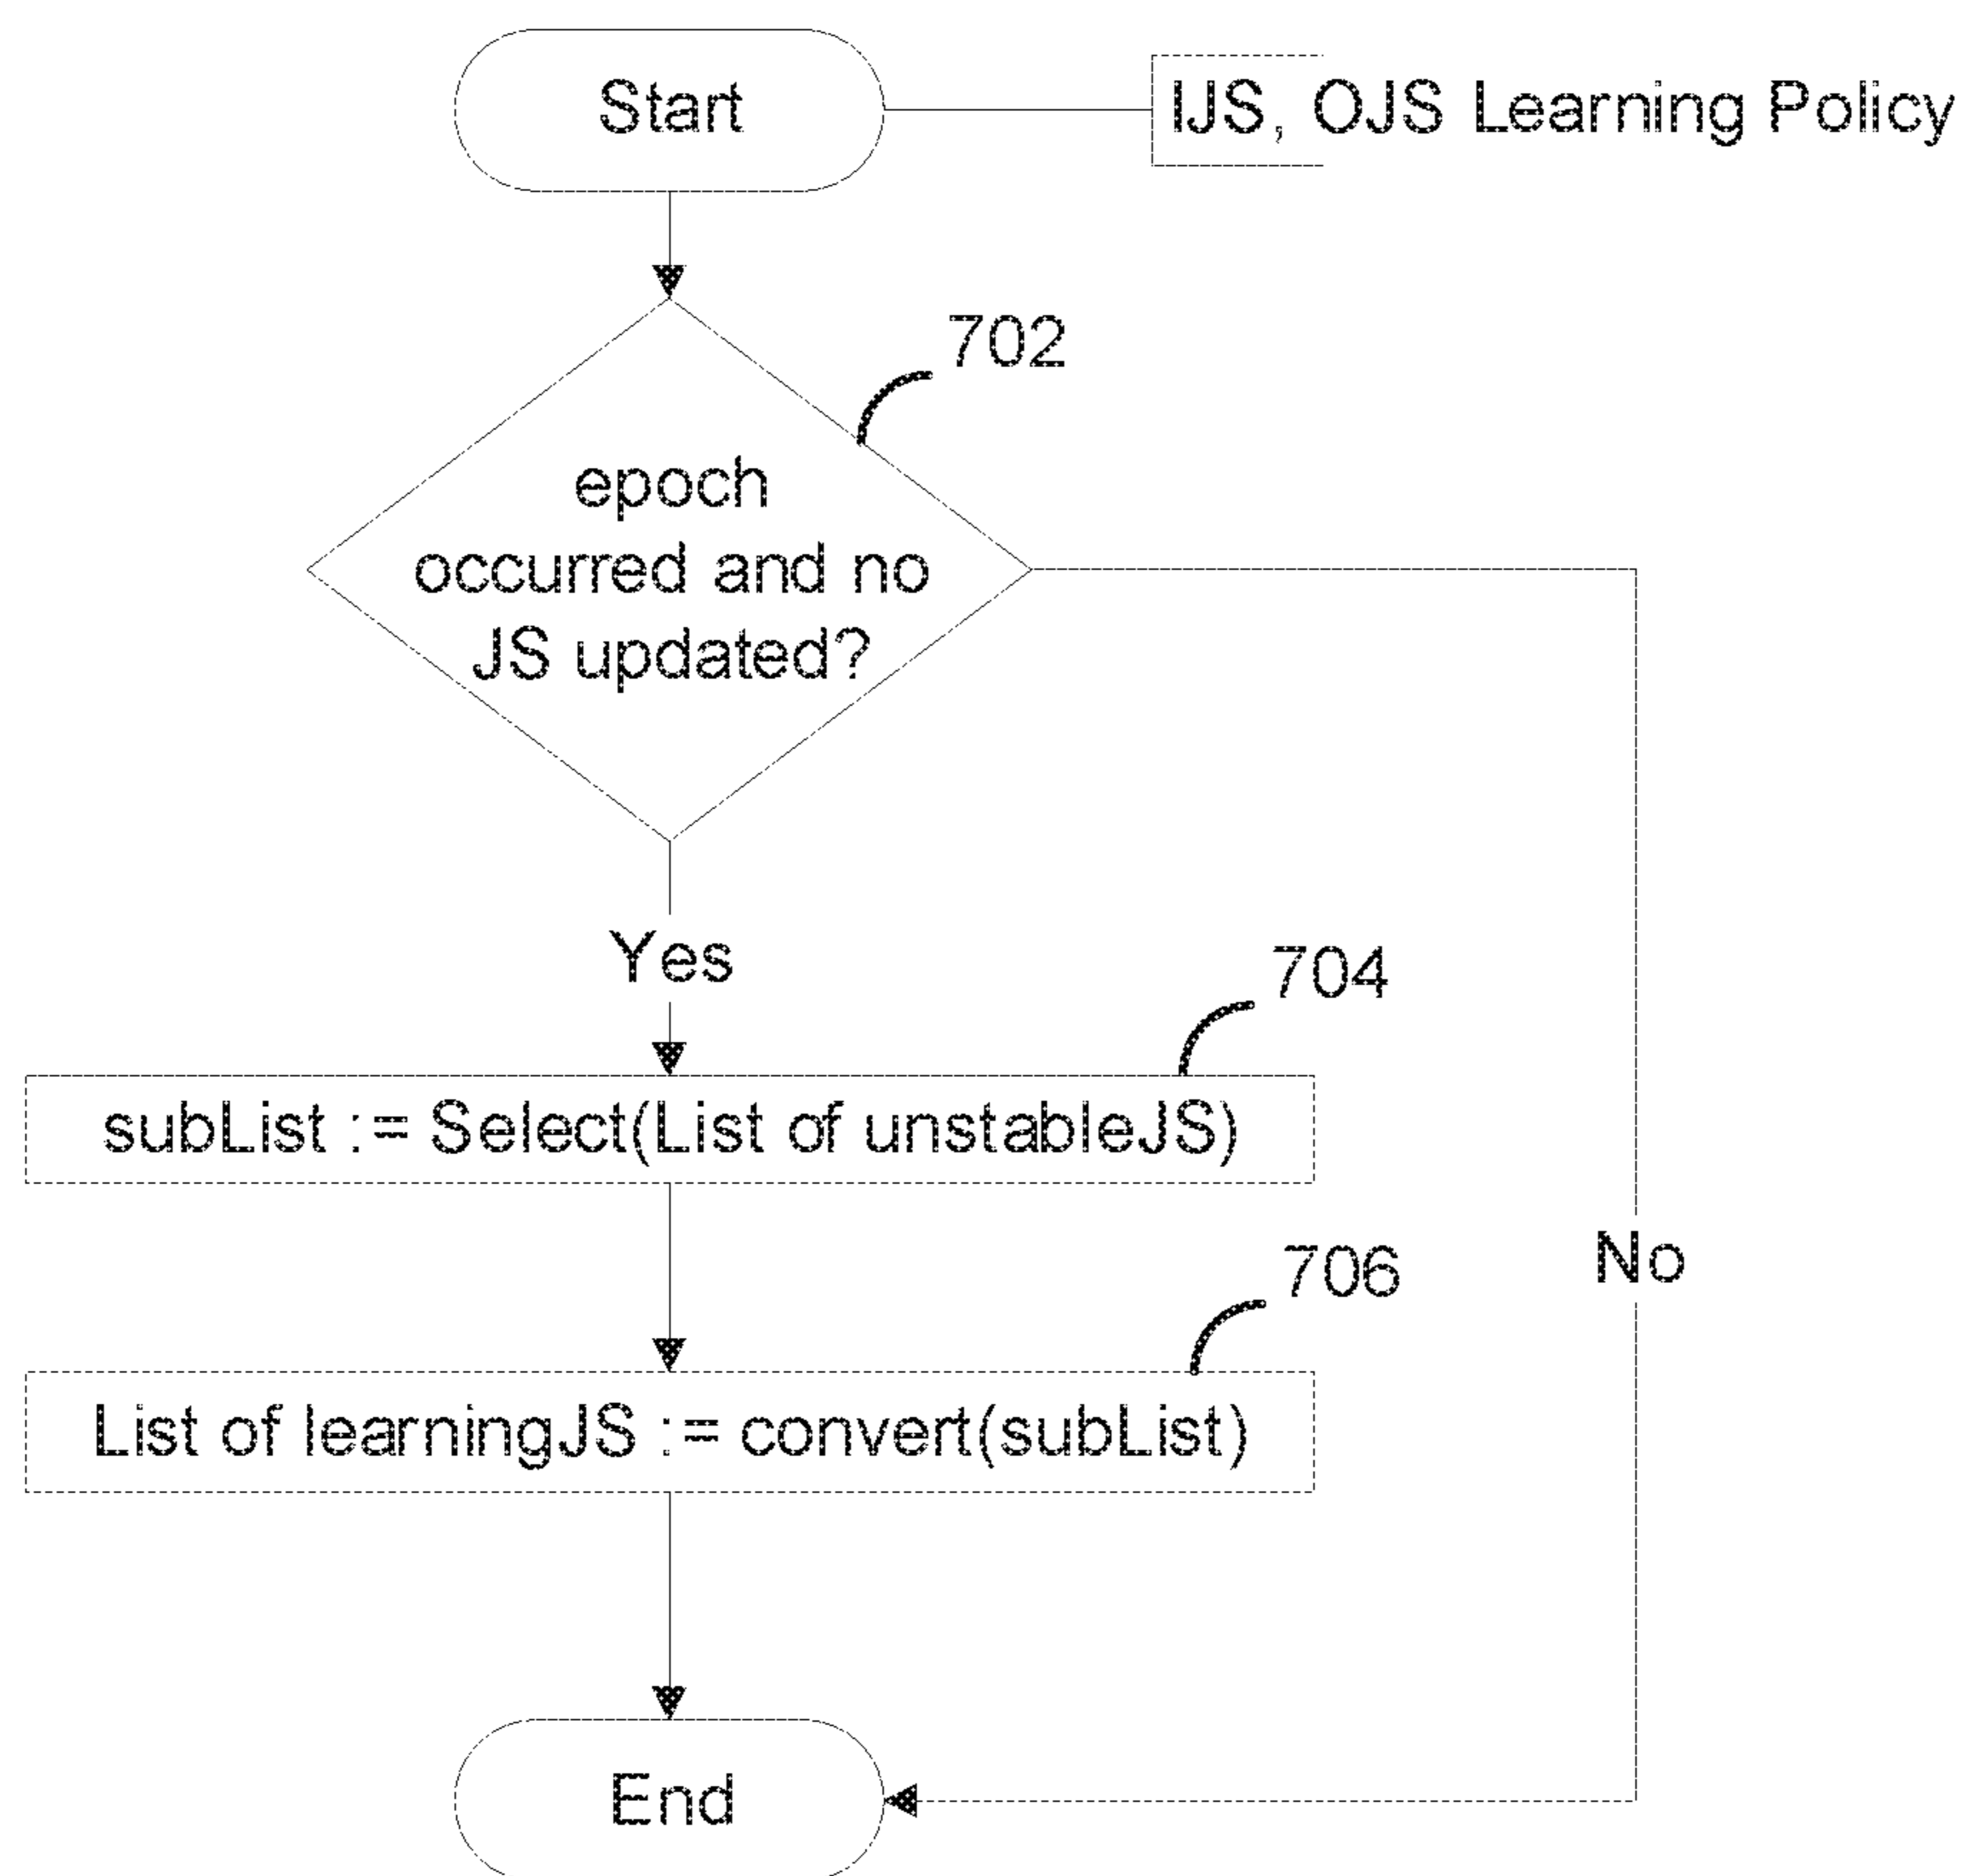 Start
IJS, OJS Learning Policy
702
epoch
occurred and no
JS updated?
Yes
704
subList := Select(List of unstableJS)
No
706
List of learningJS := convert(subList)
End